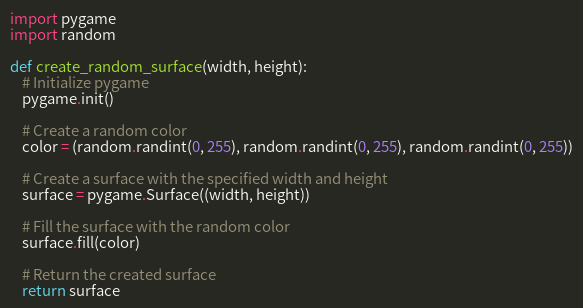 import pygame
import random

def create_random_surface(width, height):
    # Initialize pygame
    pygame.init()

    # Create a random color
    color = (random.randint(0, 255), random.randint(0, 255), random.randint(0, 255))

    # Create a surface with the specified width and height
    surface = pygame.Surface((width, height))

    # Fill the surface with the random color
    surface.fill(color)

    # Return the created surface
    return surface